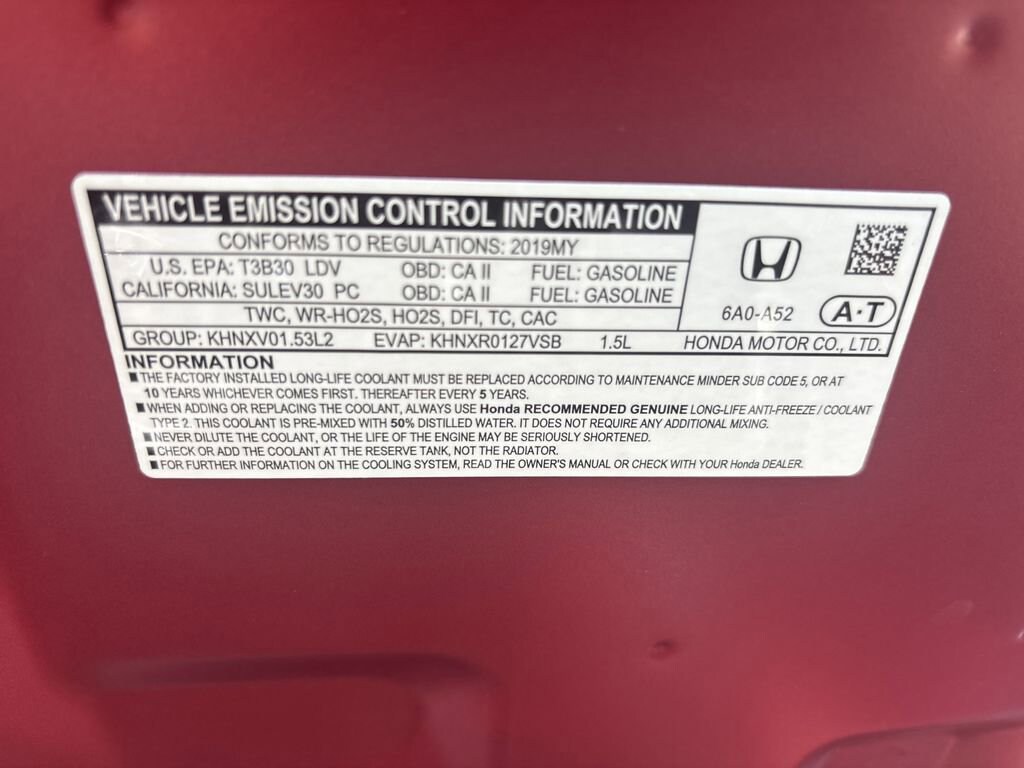 VEHICLE EMISSION CONTROL INFORMATION
CONFORMS TO REGULATIONS: 2019MY
U.S. EPA: T3B30 LDV OBD: CA II FUEL: GASOLINE
CALIFORNIA: SULEV30 PC OBD: CA II FUEL: GASOLINE
TWC, WR-HO2S, HO2S, DFI, TC, CAC
6A0-A52 A·T
GROUP: KHNXV01.53L2 EVAP: KHNXR0127VSB 1.5L HONDA MOTOR CO., LTD.
INFORMATION
■THE FACTORY INSTALLED LONG-LIFE COOLANT MUST BE REPLACED ACCORDING TO MAINTENANCE MINDER SUB CODE 5, OR AT
10 YEARS WHICHEVER COMES FIRST. THEREAFTER EVERY 5 YEARS.
■WHEN ADDING OR REPLACING THE COOLANT, ALWAYS USE Honda RECOMMENDED GENUINE LONG-LIFE ANTI-FREEZE / COOLANT
TYPE 2. THIS COOLANT IS PRE-MIXED WITH 50% DISTILLED WATER. IT DOES NOT REQUIRE ANY ADDITIONAL MIXING.
■NEVER DILUTE THE COOLANT, OR THE LIFE OF THE ENGINE MAY BE SERIOUSLY SHORTENED.
■CHECK OR ADD THE COOLANT AT THE RESERVE TANK, NOT THE RADIATOR.
■FOR FURTHER INFORMATION ON THE COOLING SYSTEM, READ THE OWNER'S MANUAL OR CHECK WITH YOUR Honda DEALER.